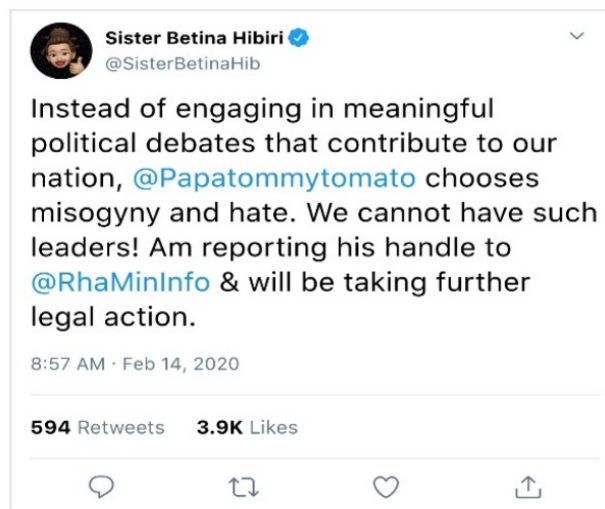 Sister Betina Hibiri
@SisterBetinaHib
Instead of engaging in meaningful
political debates that contribute to our
nation, @Papatommytomato chooses
misogyny and hate. We cannot have such
leaders! Am reporting his handle to
@RhaMinInfo & will be taking further
legal action.
8:57 AM · Feb 14, 2020
594 Retweets 3.9K Likes